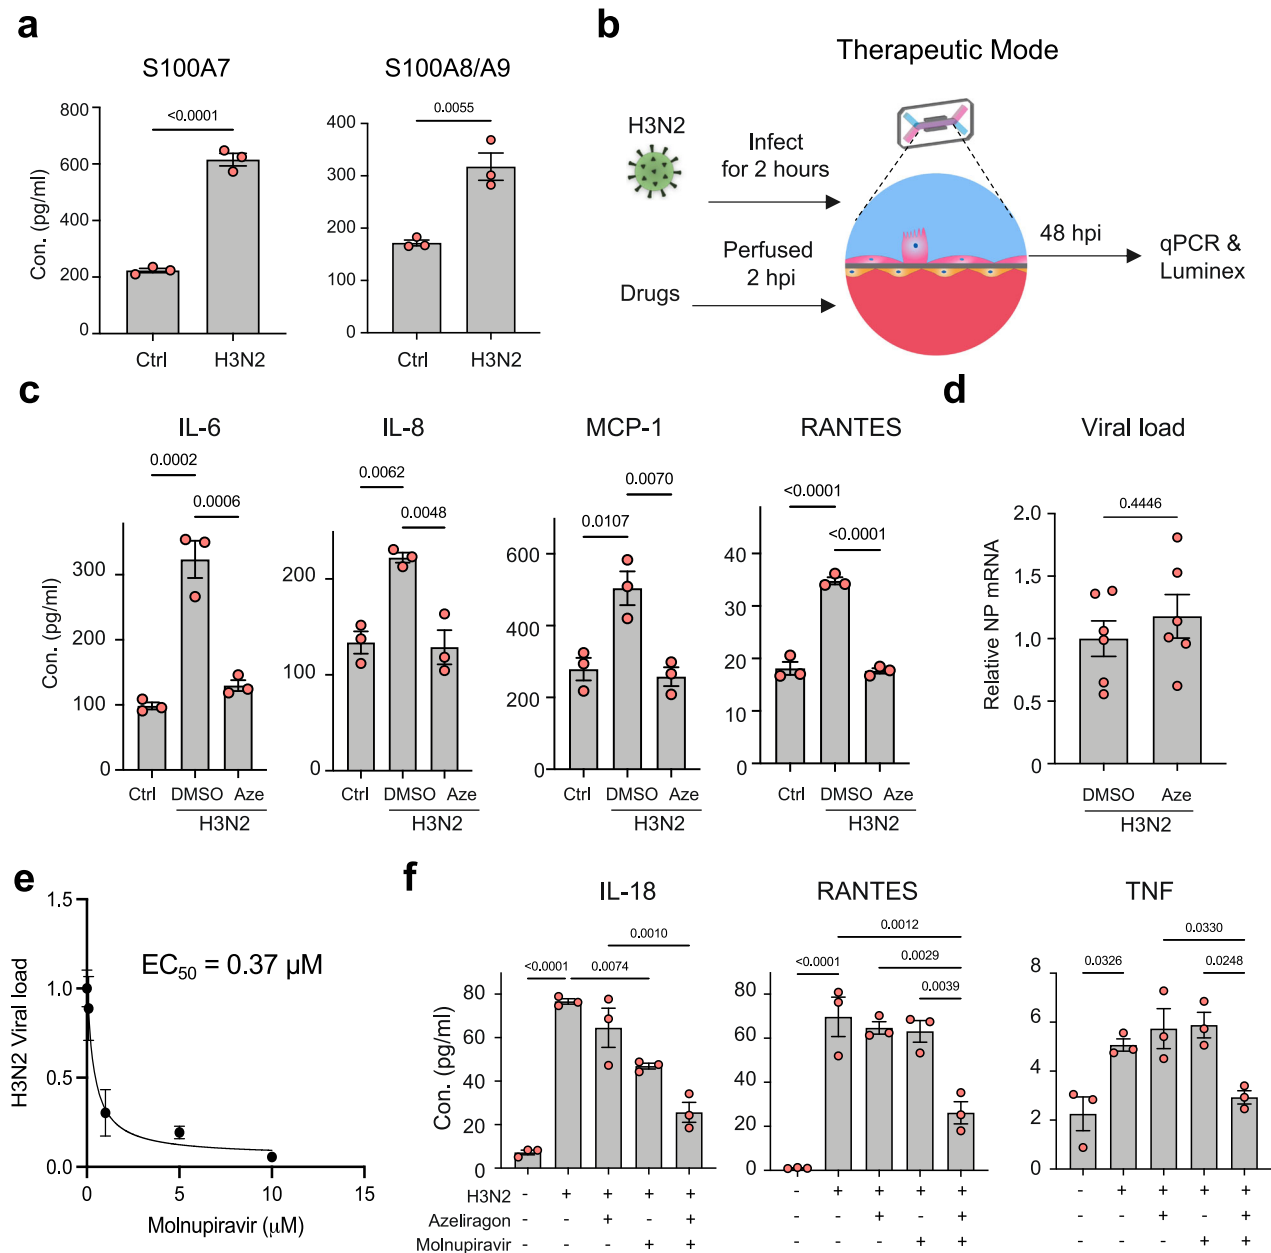 a
S100A7
Con. (pg/ml)
800
600
400
200
0
<0.0001
Ctrl
H3N2
S100A8/A9
400
300
200
100
0
0.0055
Ctrl
H3N2
b
Therapeutic Mode
H3N2
Infect
for 2 hours
Perfused
2 hpi
Drugs
48 hpi
qPCR &
Luminex
c
IL-6
0.0002
0.0006
Con. (pg/ml)
300
200
100
0
Ctrl
DMSO
Aze
H3N2
IL-8
0.0062
0.0048
200
100
0
Ctrl
DMSO
Aze
H3N2
MCP-1
0.0070
0.0107
600
400
200
0
Ctrl
DMSO
Aze
H3N2
RANTES
<0.0001
<0.0001
40
30
20
10
0
Ctrl
DMSO
Aze
H3N2
d
Viral load
0.4446
Relative NP mRNA
2.0
1.5
1.0
0.5
0
DMSO
Aze
H3N2
e
H3N2 Viral load
1.5
1.0
0.5
0.0
EC50 = 0.37 μM
0
5
10
15
Molnupiravir (μM)
f
IL-18
0.0010
<0.0001
0.0074
Con. (pg/ml)
80
60
40
20
0
H3N2 - + + + +
Azeliragon - - + - +
Molnupiravir - - - + +
RANTES
0.0012
<0.0001
0.0029
0.0039
80
60
40
20
0
- + + + +
- - + - +
- - - + +
TNF
0.0330
0.0326
0.0248
8
6
4
2
0
- + + + +
- - + - +
- - - + +